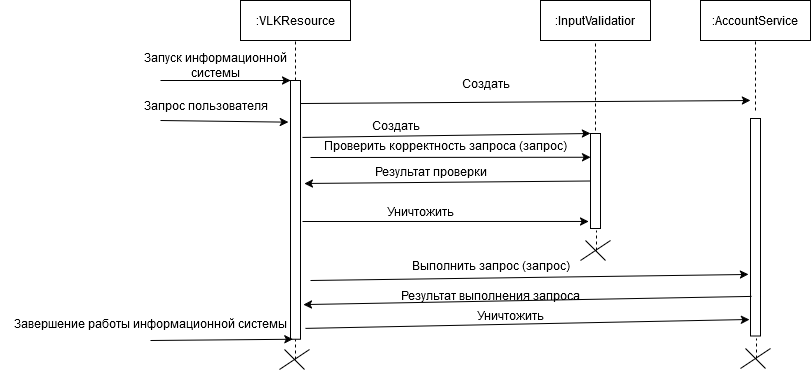 :VLKResource
:InputValidatior
:AccountService
Запуск информационной
системы
Создать
Запрос пользователя
Создать
Проверить корректность запроса (запрос)
Результат проверки
Уничтожить
Выполнить запрос (запрос)
Результат выполнения запроса
Завершение работы информационной системы
Уничтожить